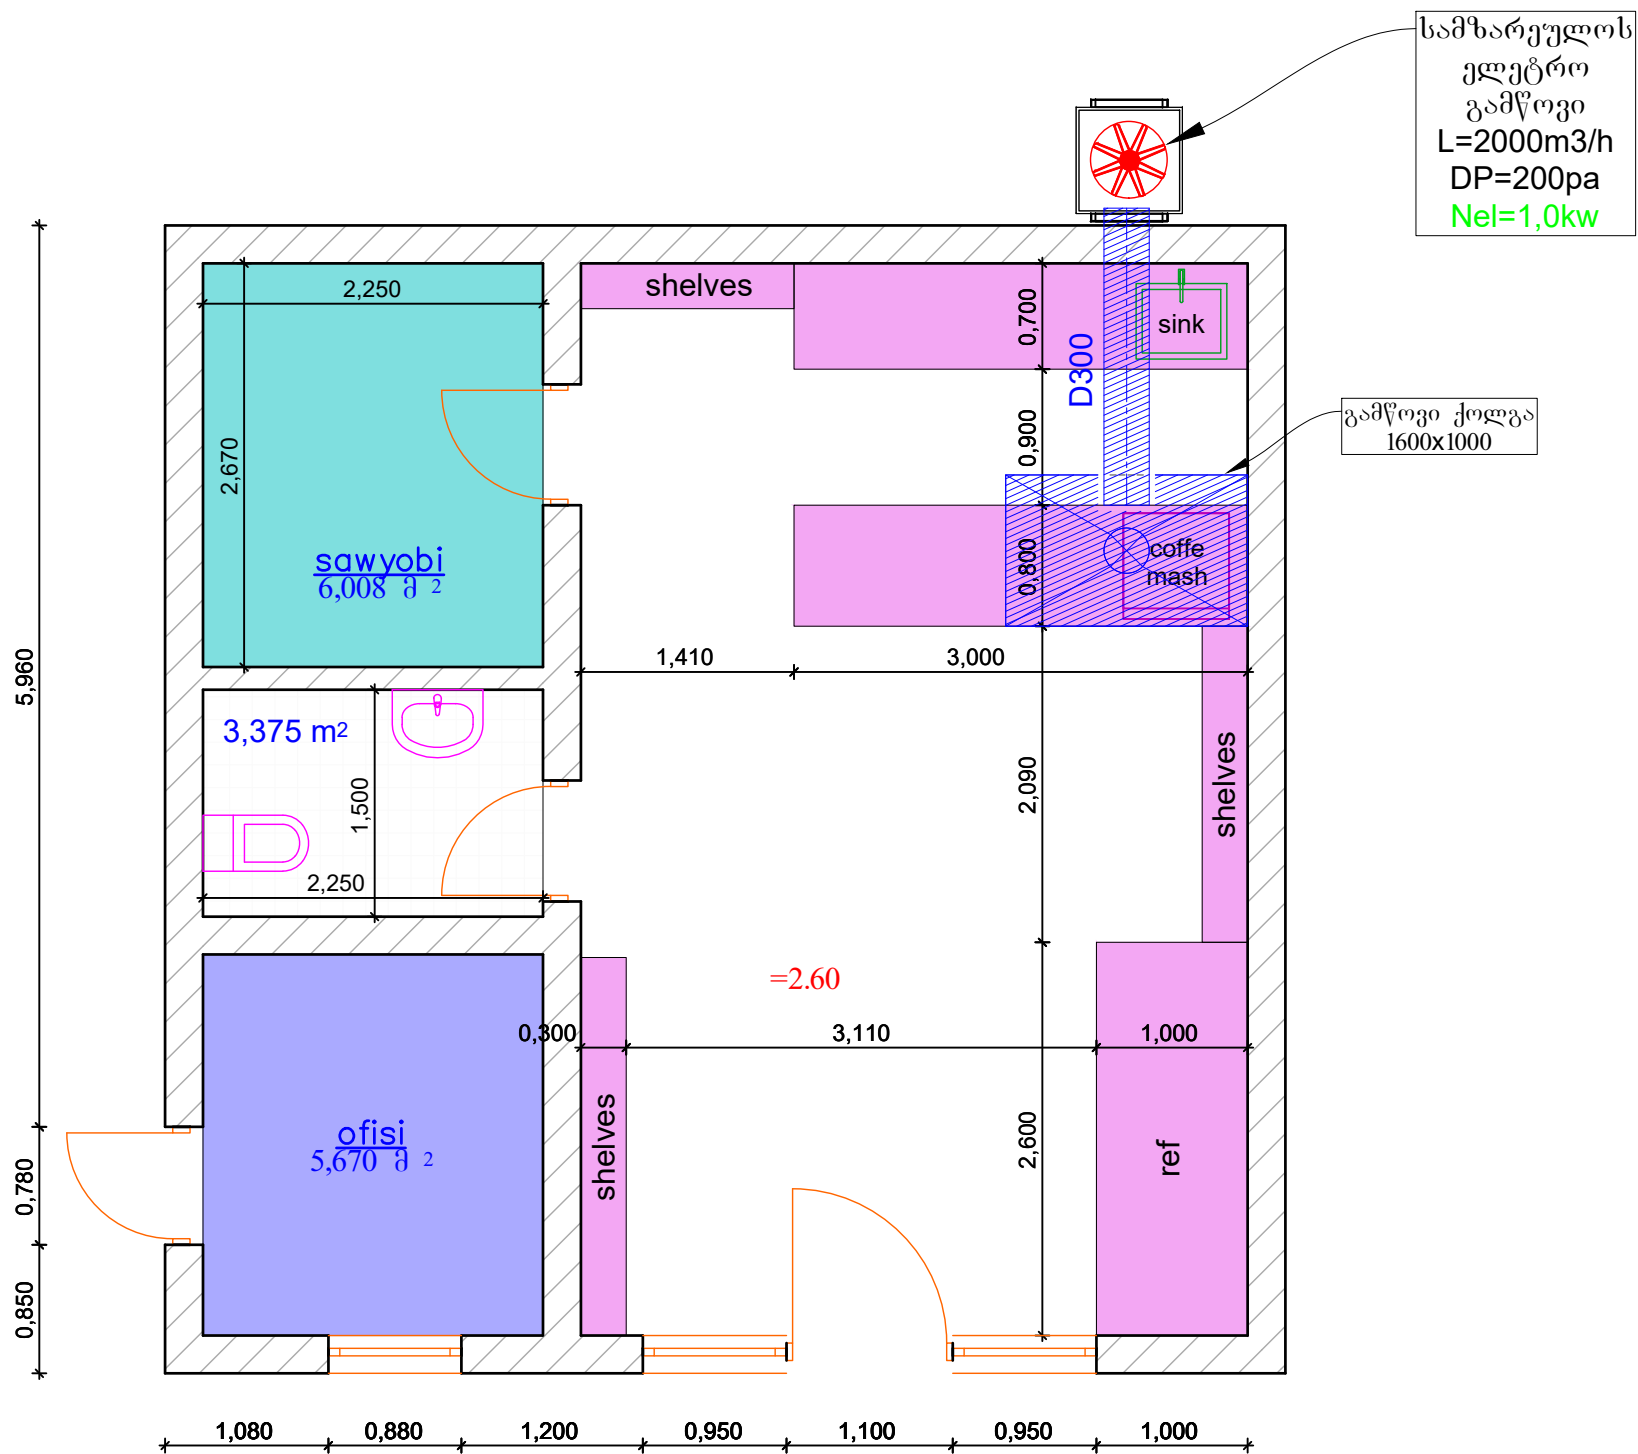 სამზარეულოს
ელეტრო
გამწოვი
L=2000m3/h
DP=200pa
Nel=1,0kw
2,250
shelves
0,700
sink
D300
გამწოვი ქოლგა
1600x1000
2,670
0,900
sawyobi
6,008 მ 2
0,800
coffe
mash
5,960
1,410
3,000
3,375 m2
1,500
2,250
2,090
shelves
=2.60
0,300
3,110
1,000
ofisi
5,670 მ 2
shelves
2,600
ref
0,780
0,850
1,080
0,880
1,200
0,950
1,100
0,950
1,000